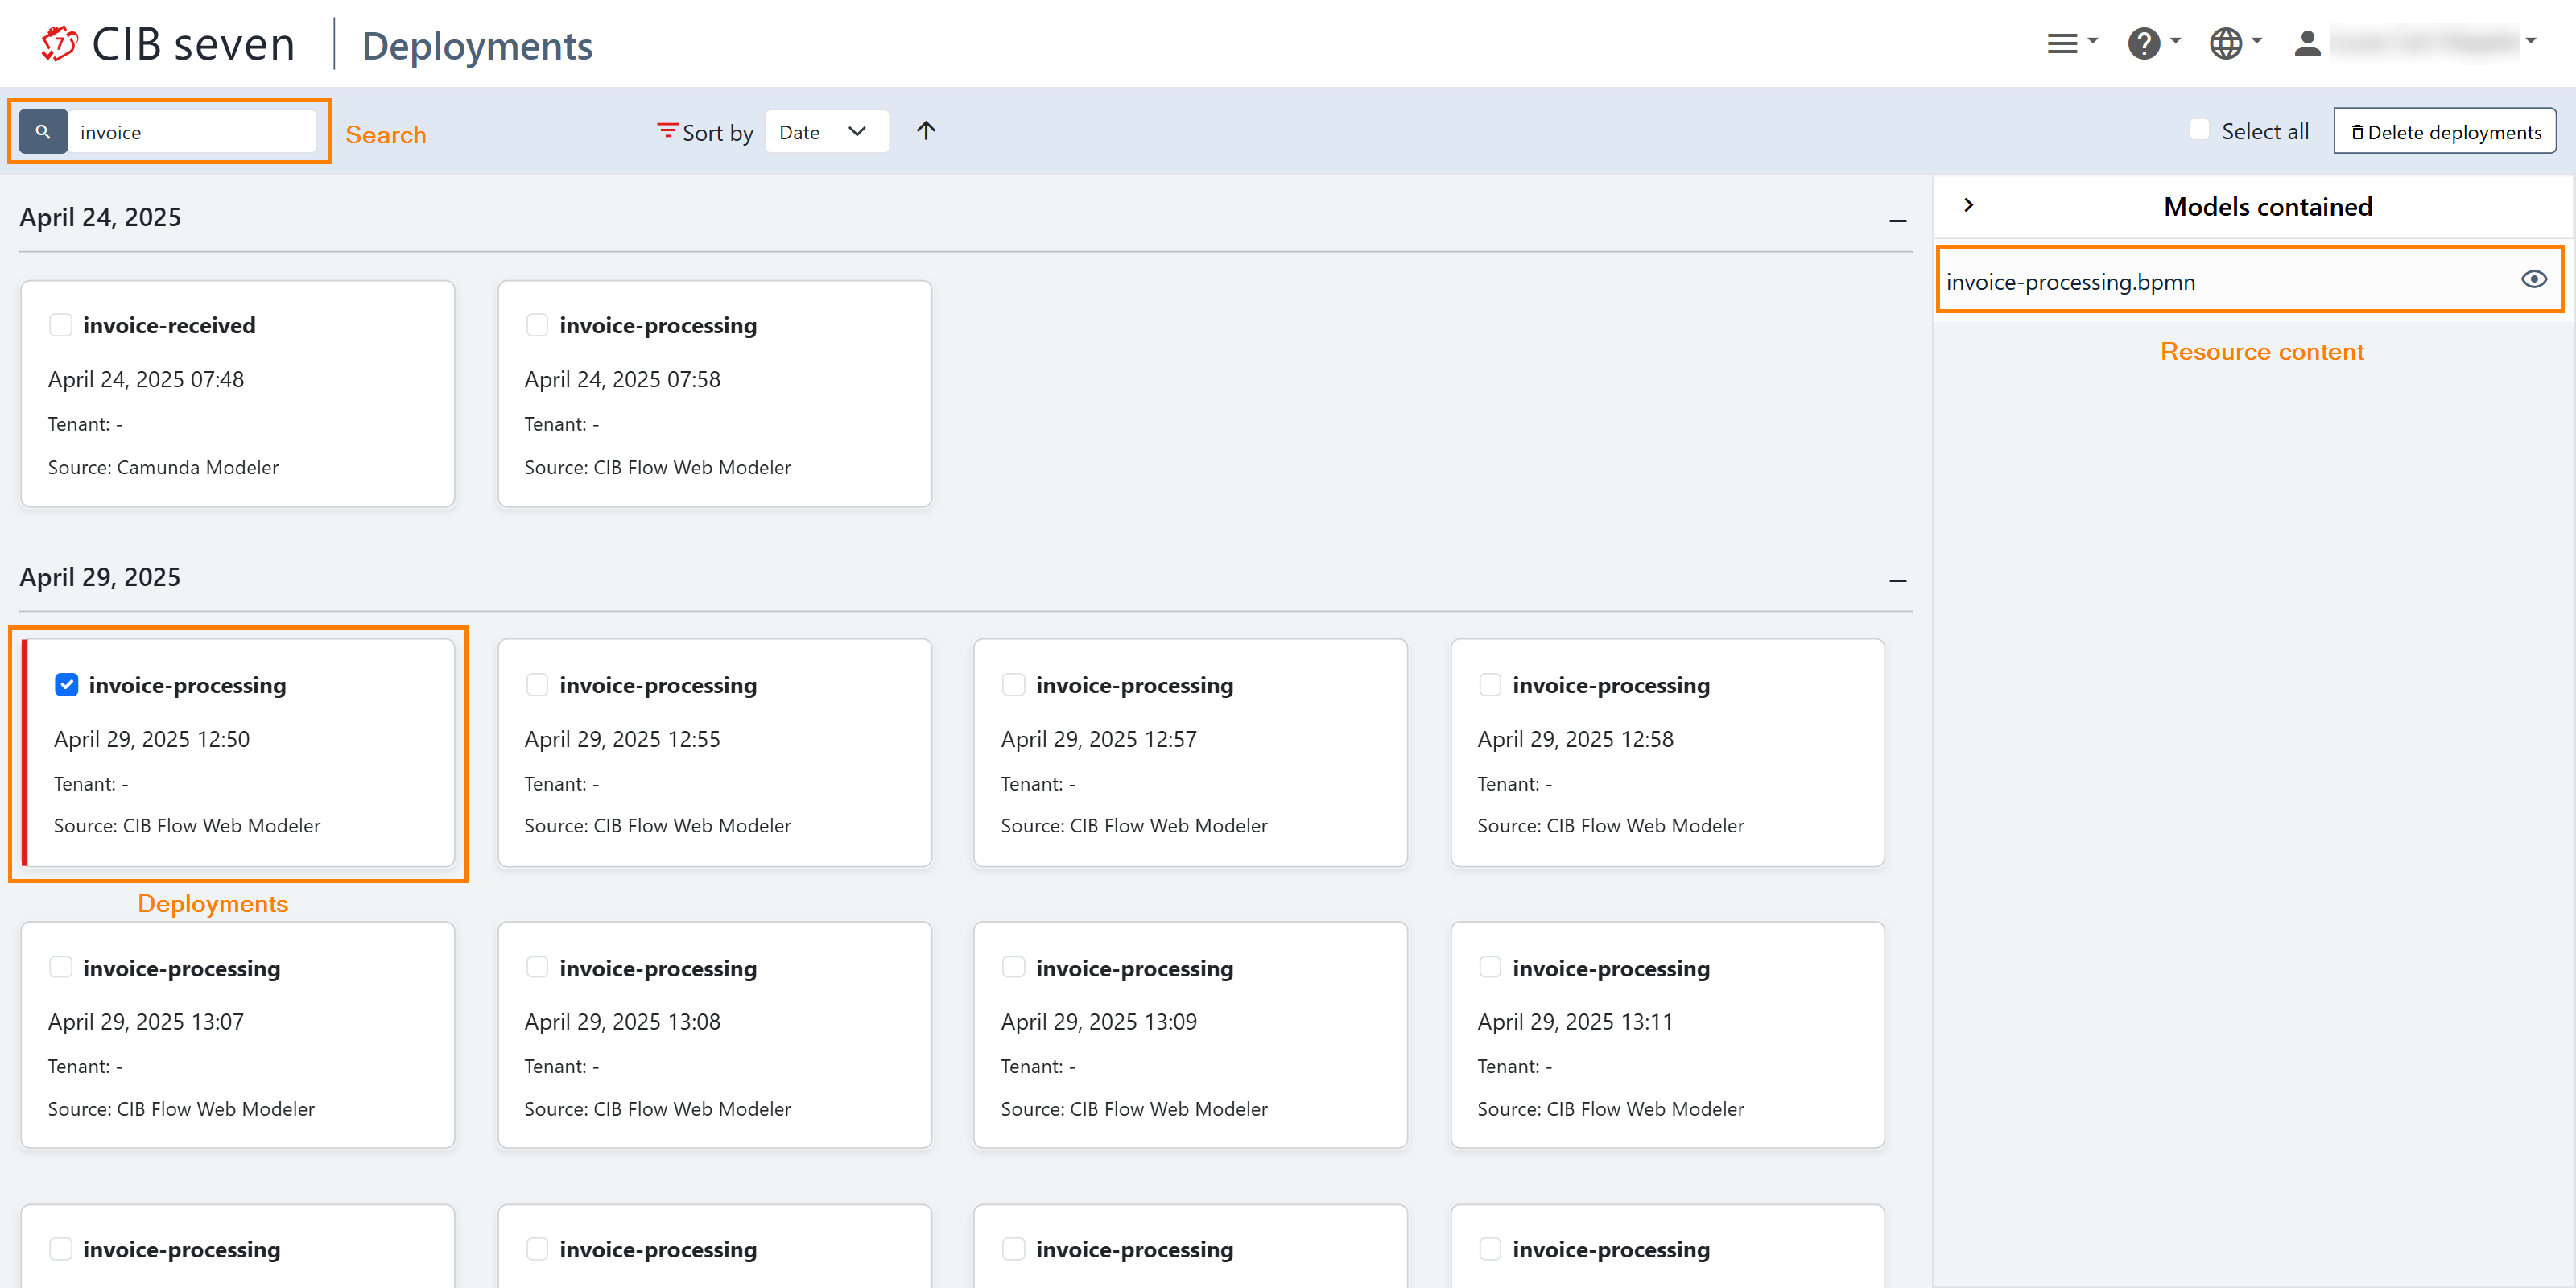 CIB seven
Deployments
invoice
Search
Sort by
Date
Select all
Delete deployments
April 24, 2025
Models contained
invoice-processing.bpmn
Resource content
invoice-received
April 24, 2025 07:48
Tenant: -
Source: Camunda Modeler
invoice-processing
April 24, 2025 07:58
Tenant: -
Source: CIB Flow Web Modeler
April 29, 2025
invoice-processing
April 29, 2025 12:50
Tenant: -
Source: CIB Flow Web Modeler
Deployments
invoice-processing
April 29, 2025 12:55
Tenant: -
Source: CIB Flow Web Modeler
invoice-processing
April 29, 2025 12:57
Tenant: -
Source: CIB Flow Web Modeler
invoice-processing
April 29, 2025 12:58
Tenant: -
Source: CIB Flow Web Modeler
invoice-processing
April 29, 2025 13:07
Tenant: -
Source: CIB Flow Web Modeler
invoice-processing
April 29, 2025 13:08
Tenant: -
Source: CIB Flow Web Modeler
invoice-processing
April 29, 2025 13:09
Tenant: -
Source: CIB Flow Web Modeler
invoice-processing
April 29, 2025 13:11
Tenant: -
Source: CIB Flow Web Modeler
invoice-processing
invoice-processing
invoice-processing
invoice-processing